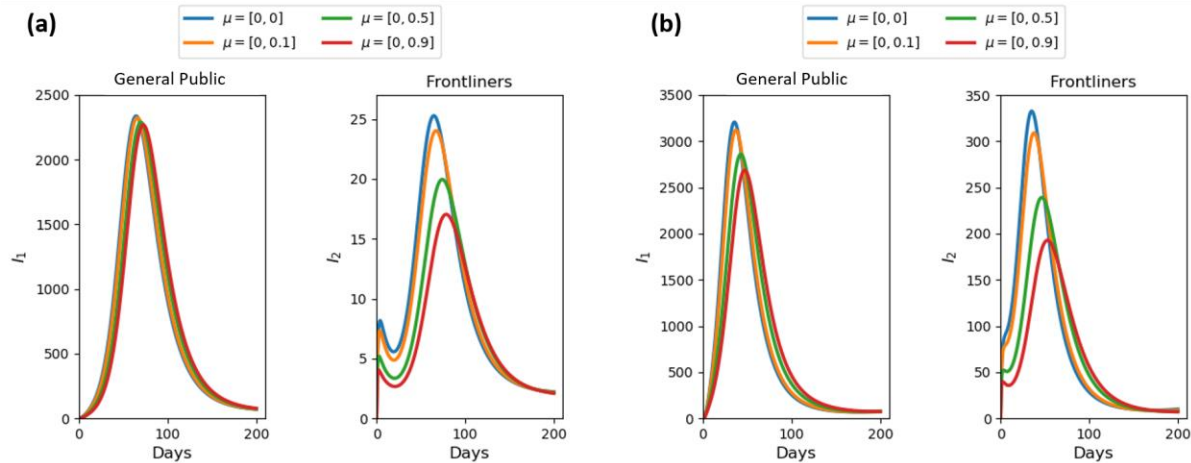 (a)
μ = [0, 0]
μ = [0, 0.5]
μ = [0, 0.1]
μ = [0, 0.9]
General Public
2500
2000
1500
1000
500
0
I₁
0
100
200
Days
Frontliners
25
20
15
10
5
0
I₂
0
100
200
Days
(b)
μ = [0, 0]
μ = [0, 0.5]
μ = [0, 0.1]
μ = [0, 0.9]
General Public
3500
3000
2500
2000
1500
1000
500
0
I₁
0
100
200
Days
Frontliners
350
300
250
200
150
100
50
0
I₂
0
100
200
Days